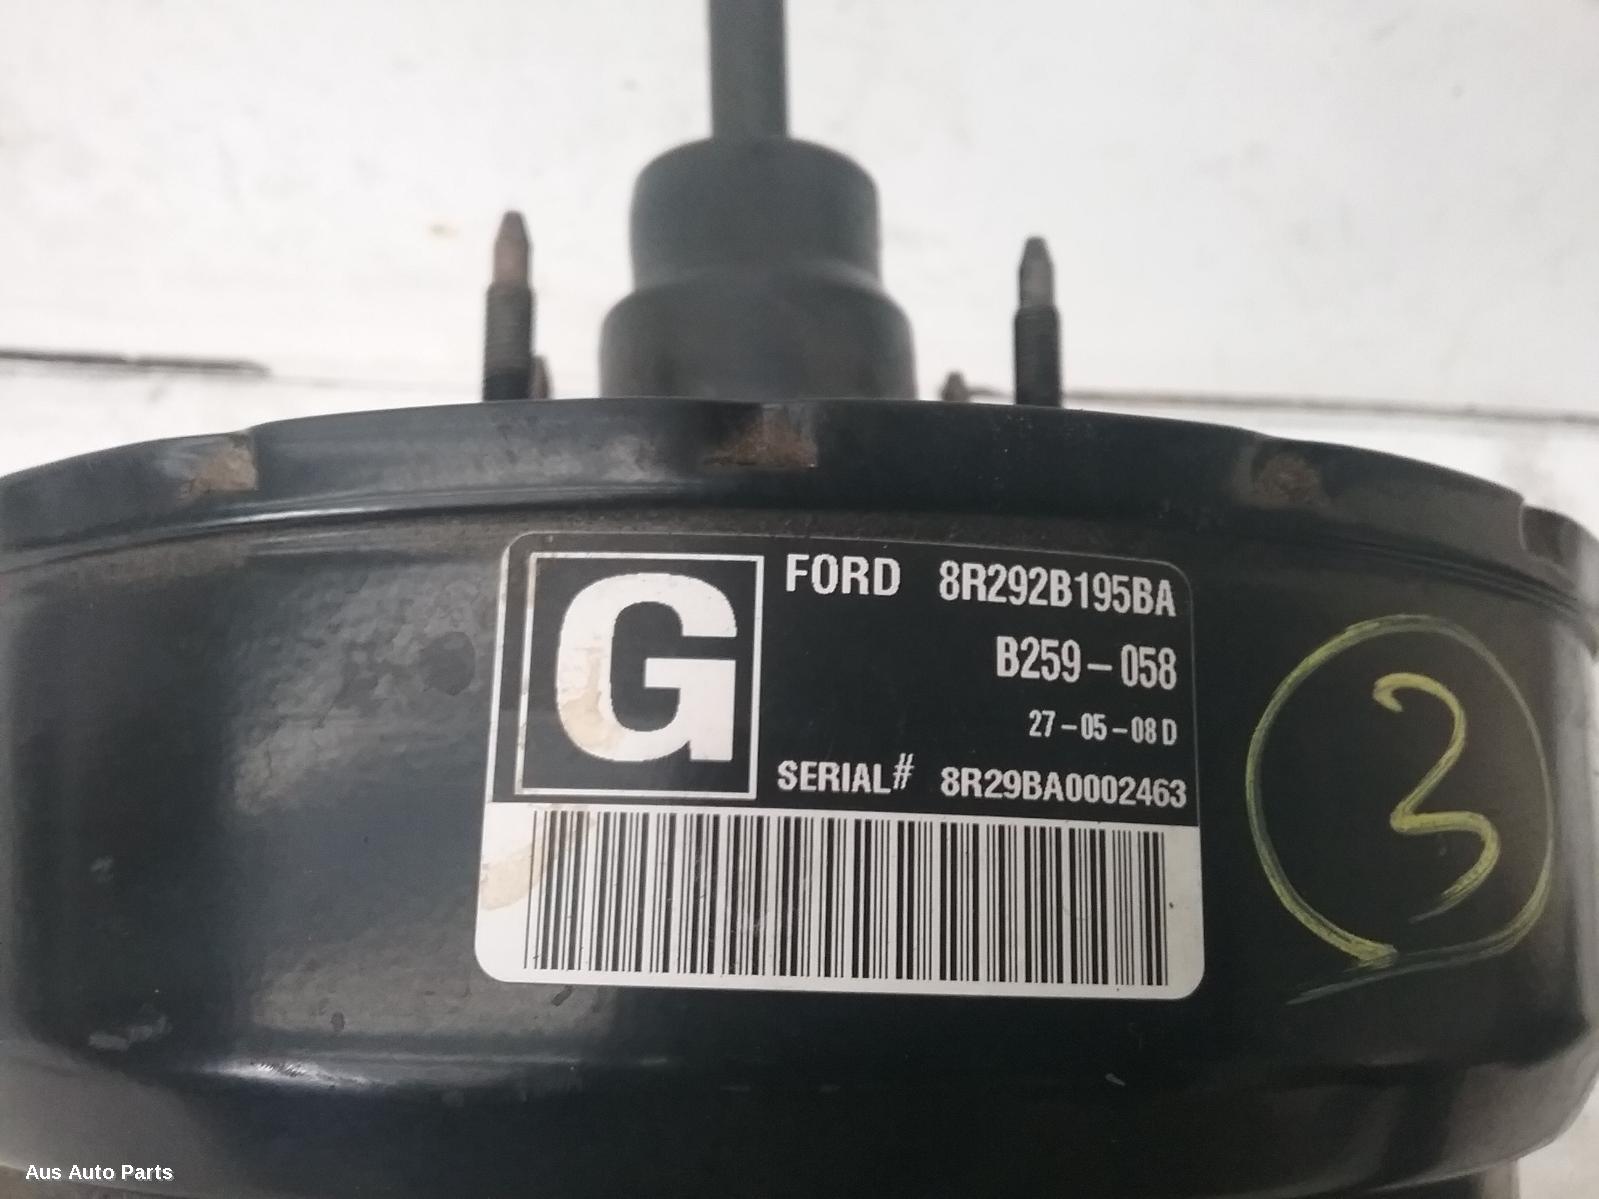 G
FORD 8R292B195BA
B259-058
27-05-08 D
SERIAL# 8R29BA0002463
3
Aus Auto Parts